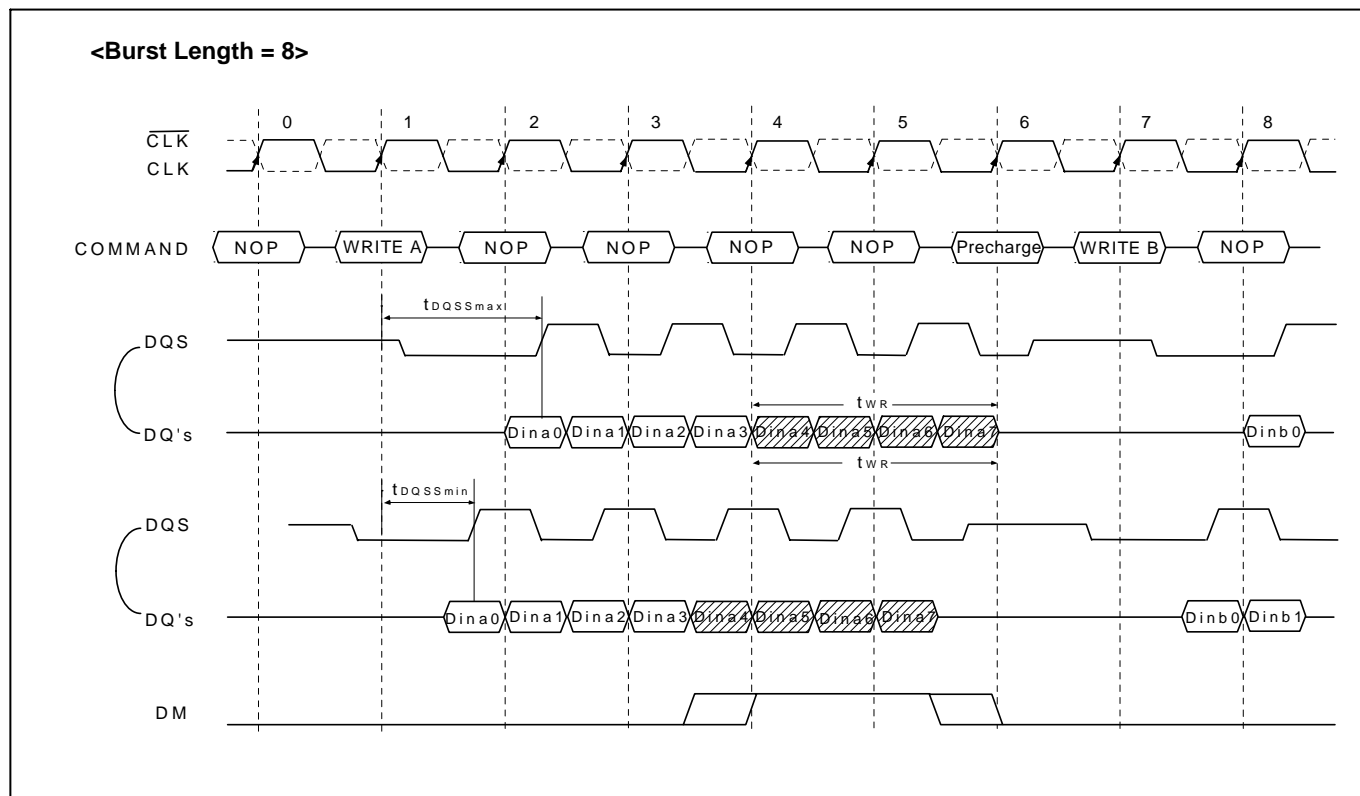 <Burst Length = 8>
0 1 2 3 4 5 6 7 8
CLK
CLK
COMMAND NOP WRITE A NOP NOP NOP NOP Precharge WRITE B NOP
tDQSSmax
DQS
tWR
DQ's Dina0 Dina1 Dina2 Dina3 Dina4 Dina5 Dina6 Dina7 Dinb0
tWR
tDQSSmin
DQS
DQ's Dina0 Dina1 Dina2 Dina3 Dina4 Dina5 Dina6 Dina7 Dinb0 Dinb1
DM